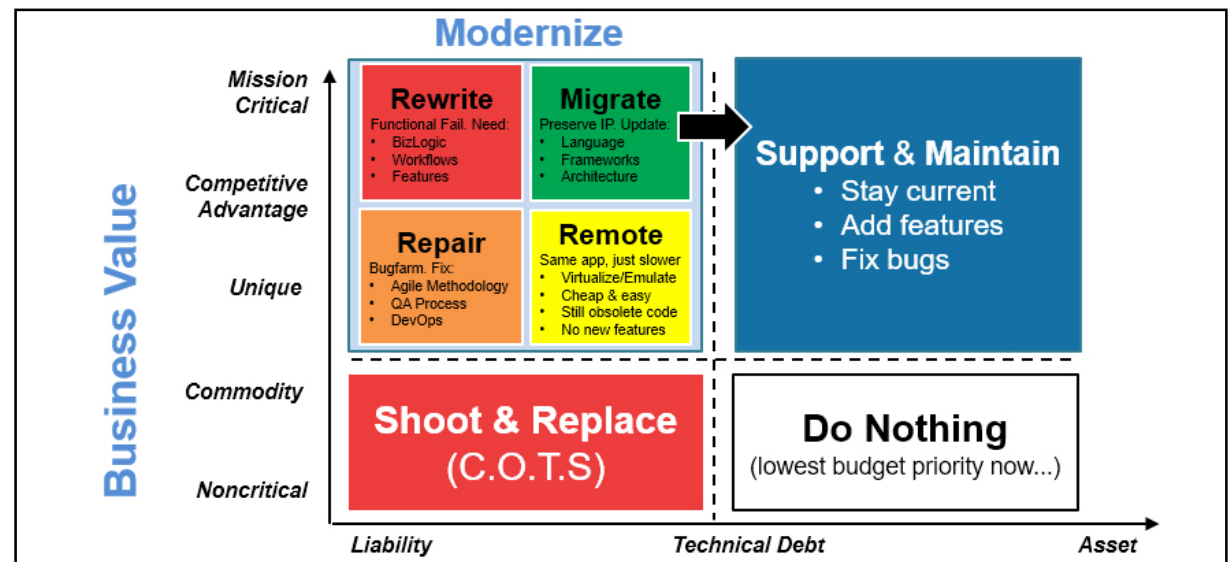 Modernize
Business Value
Mission
Critical
Competitive
Advantage
Unique
Commodity
Noncritical
Rewrite
Functional Fail. Need:
• BizLogic
• Workflows
• Features
Migrate
Preserve IP. Update:
• Language
• Frameworks
• Architecture
Repair
Bugfarm. Fix:
• Agile Methodology
• QA Process
• DevOps
Remote
Same app, just slower
• Virtualize/Emulate
• Cheap & easy
• Still obsolete code
• No new features
Support & Maintain
• Stay current
• Add features
• Fix bugs
Shoot & Replace
(C.O.T.S)
Do Nothing
(lowest budget priority now...)
Liability
Technical Debt
Asset